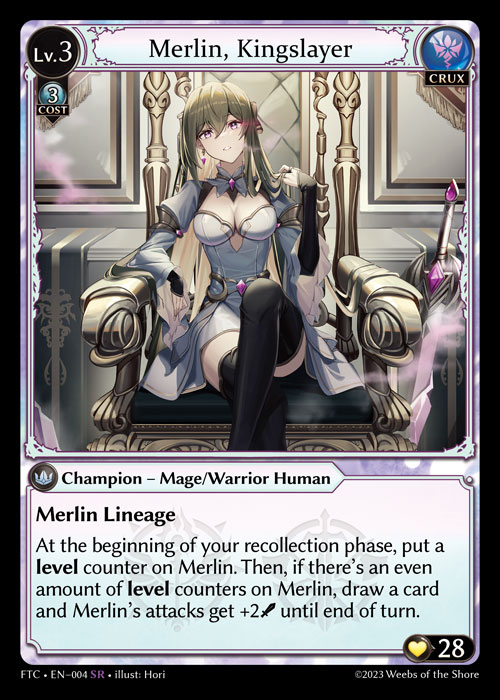 Lv.3
Merlin, Kingslayer
CRUX
3
COST
Champion – Mage/Warrior Human
Merlin Lineage
At the beginning of your recollection phase, put a
level counter on Merlin. Then, if there's an even
amount of level counters on Merlin, draw a card
and Merlin's attacks get +2 until end of turn.
28
FTC • EN–004 SR • illust: Hori
©2023 Weebs of the Shore